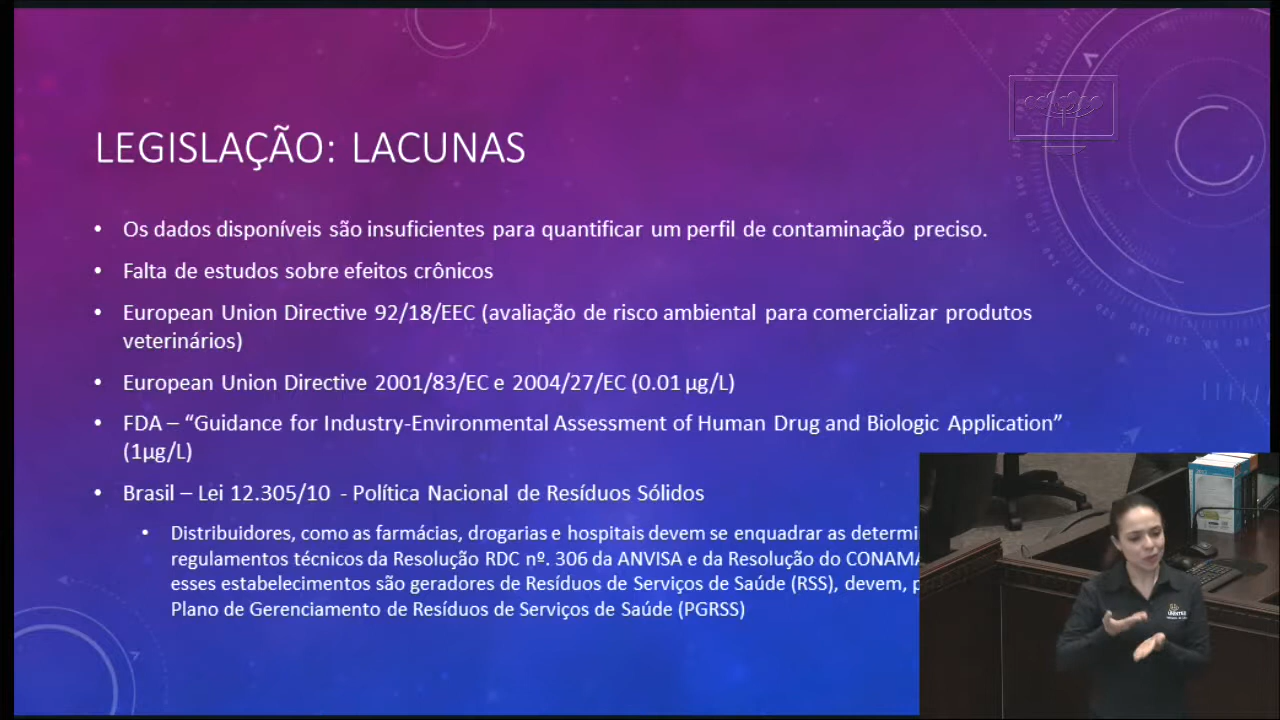 LEGISLAÇÃO: LACUNAS
• Os dados disponíveis são insuficientes para quantificar um perfil de contaminação preciso.
• Falta de estudos sobre efeitos crônicos
• European Union Directive 92/18/EEC (avaliação de risco ambiental para comercializar produtos
veterinários)
• European Union Directive 2001/83/EC e 2004/27/EC (0.01 µg/L)
• FDA – “Guidance for Industry-Environmental Assessment of Human Drug and Biologic Application”
(1µg/L)
• Brasil – Lei 12.305/10 - Política Nacional de Resíduos Sólidos
• Distribuidores, como as farmácias, drogarias e hospitais devem se enquadrar as determi
regulamentos técnicos da Resolução RDC nº. 306 da ANVISA e da Resolução do CONAMA
esses estabelecimentos são geradores de Resíduos de Serviços de Saúde (RSS), devem, p
Plano de Gerenciamento de Resíduos de Serviços de Saúde (PGRSS)